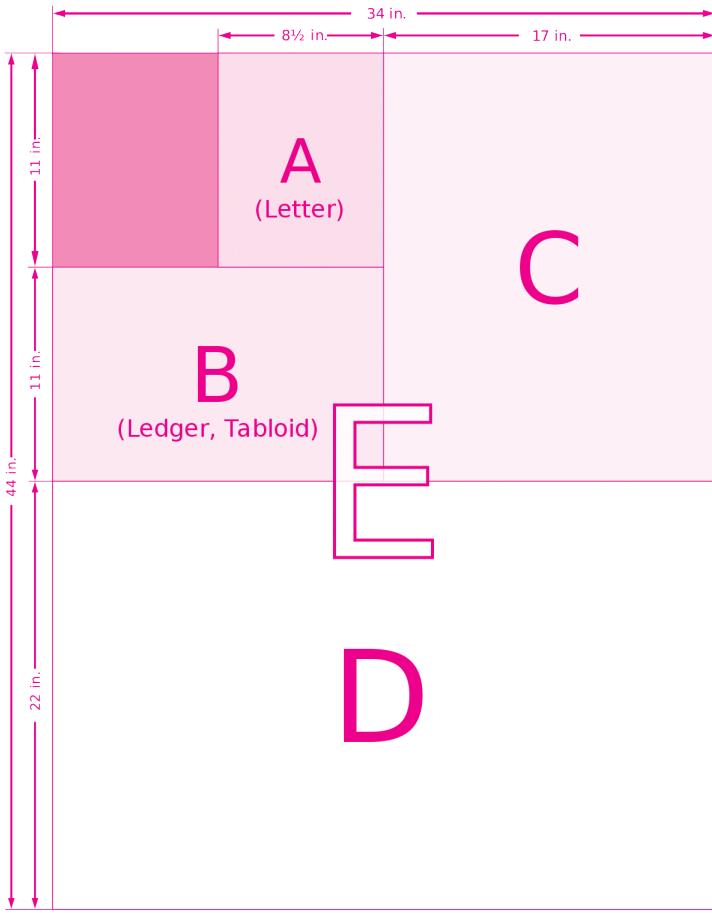 34 in.
8½ in.
17 in.
11 in.
A
(Letter)
C
11 in.
B
(Ledger, Tabloid)
E
44 in.
22 in.
D